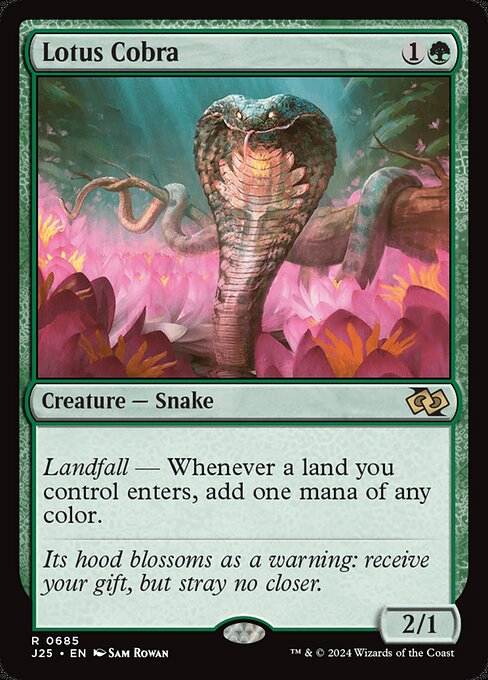 Lotus Cobra 1
Creature — Snake
Landfall — Whenever a land you
control enters, add one mana of any
color.
Its hood blossoms as a warning: receive
your gift, but stray no closer.
2/1
R 0685
J25 • EN SAM ROWAN
™ & © 2024 Wizards of the Coast